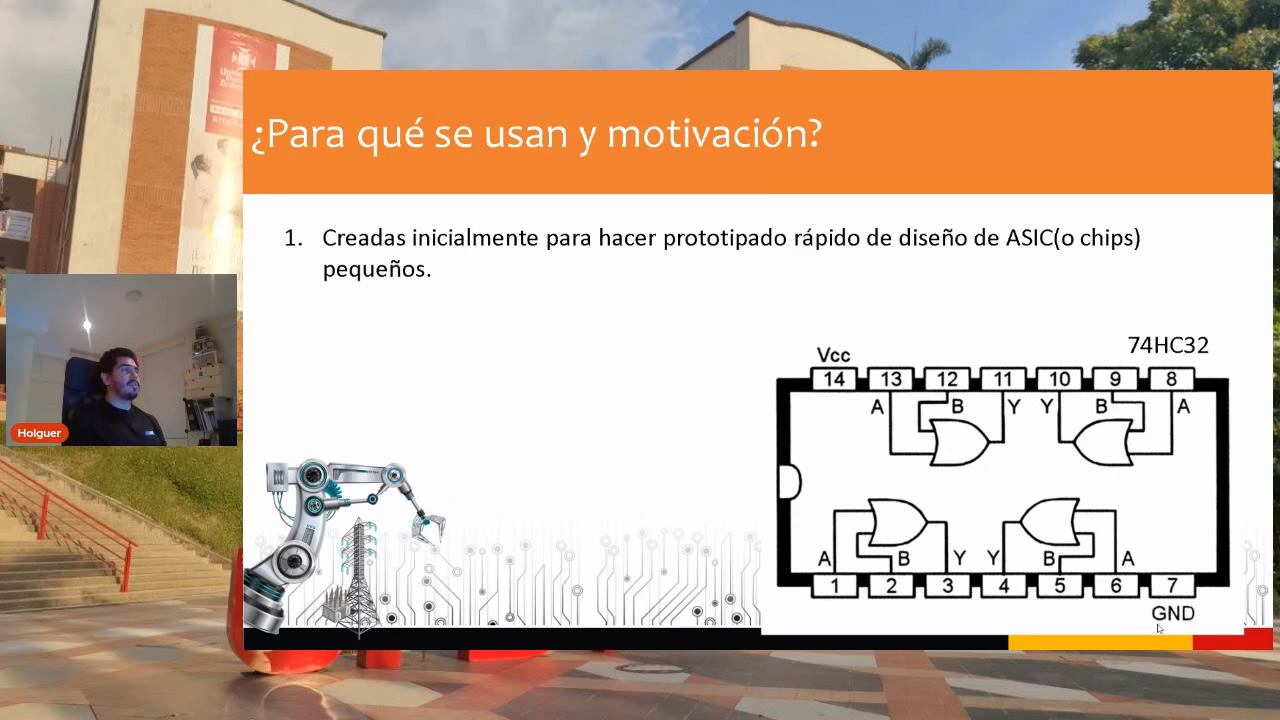 ¿Para qué se usan y motivación?
1. Creadas inicialmente para hacer prototipado rápido de diseño de ASIC(o chips)
pequeños.
Holguer
74HC32
Vcc
14 13 12 11 10 9 8
A B Y Y B A
A B Y Y B A
1 2 3 4 5 6 7
GND